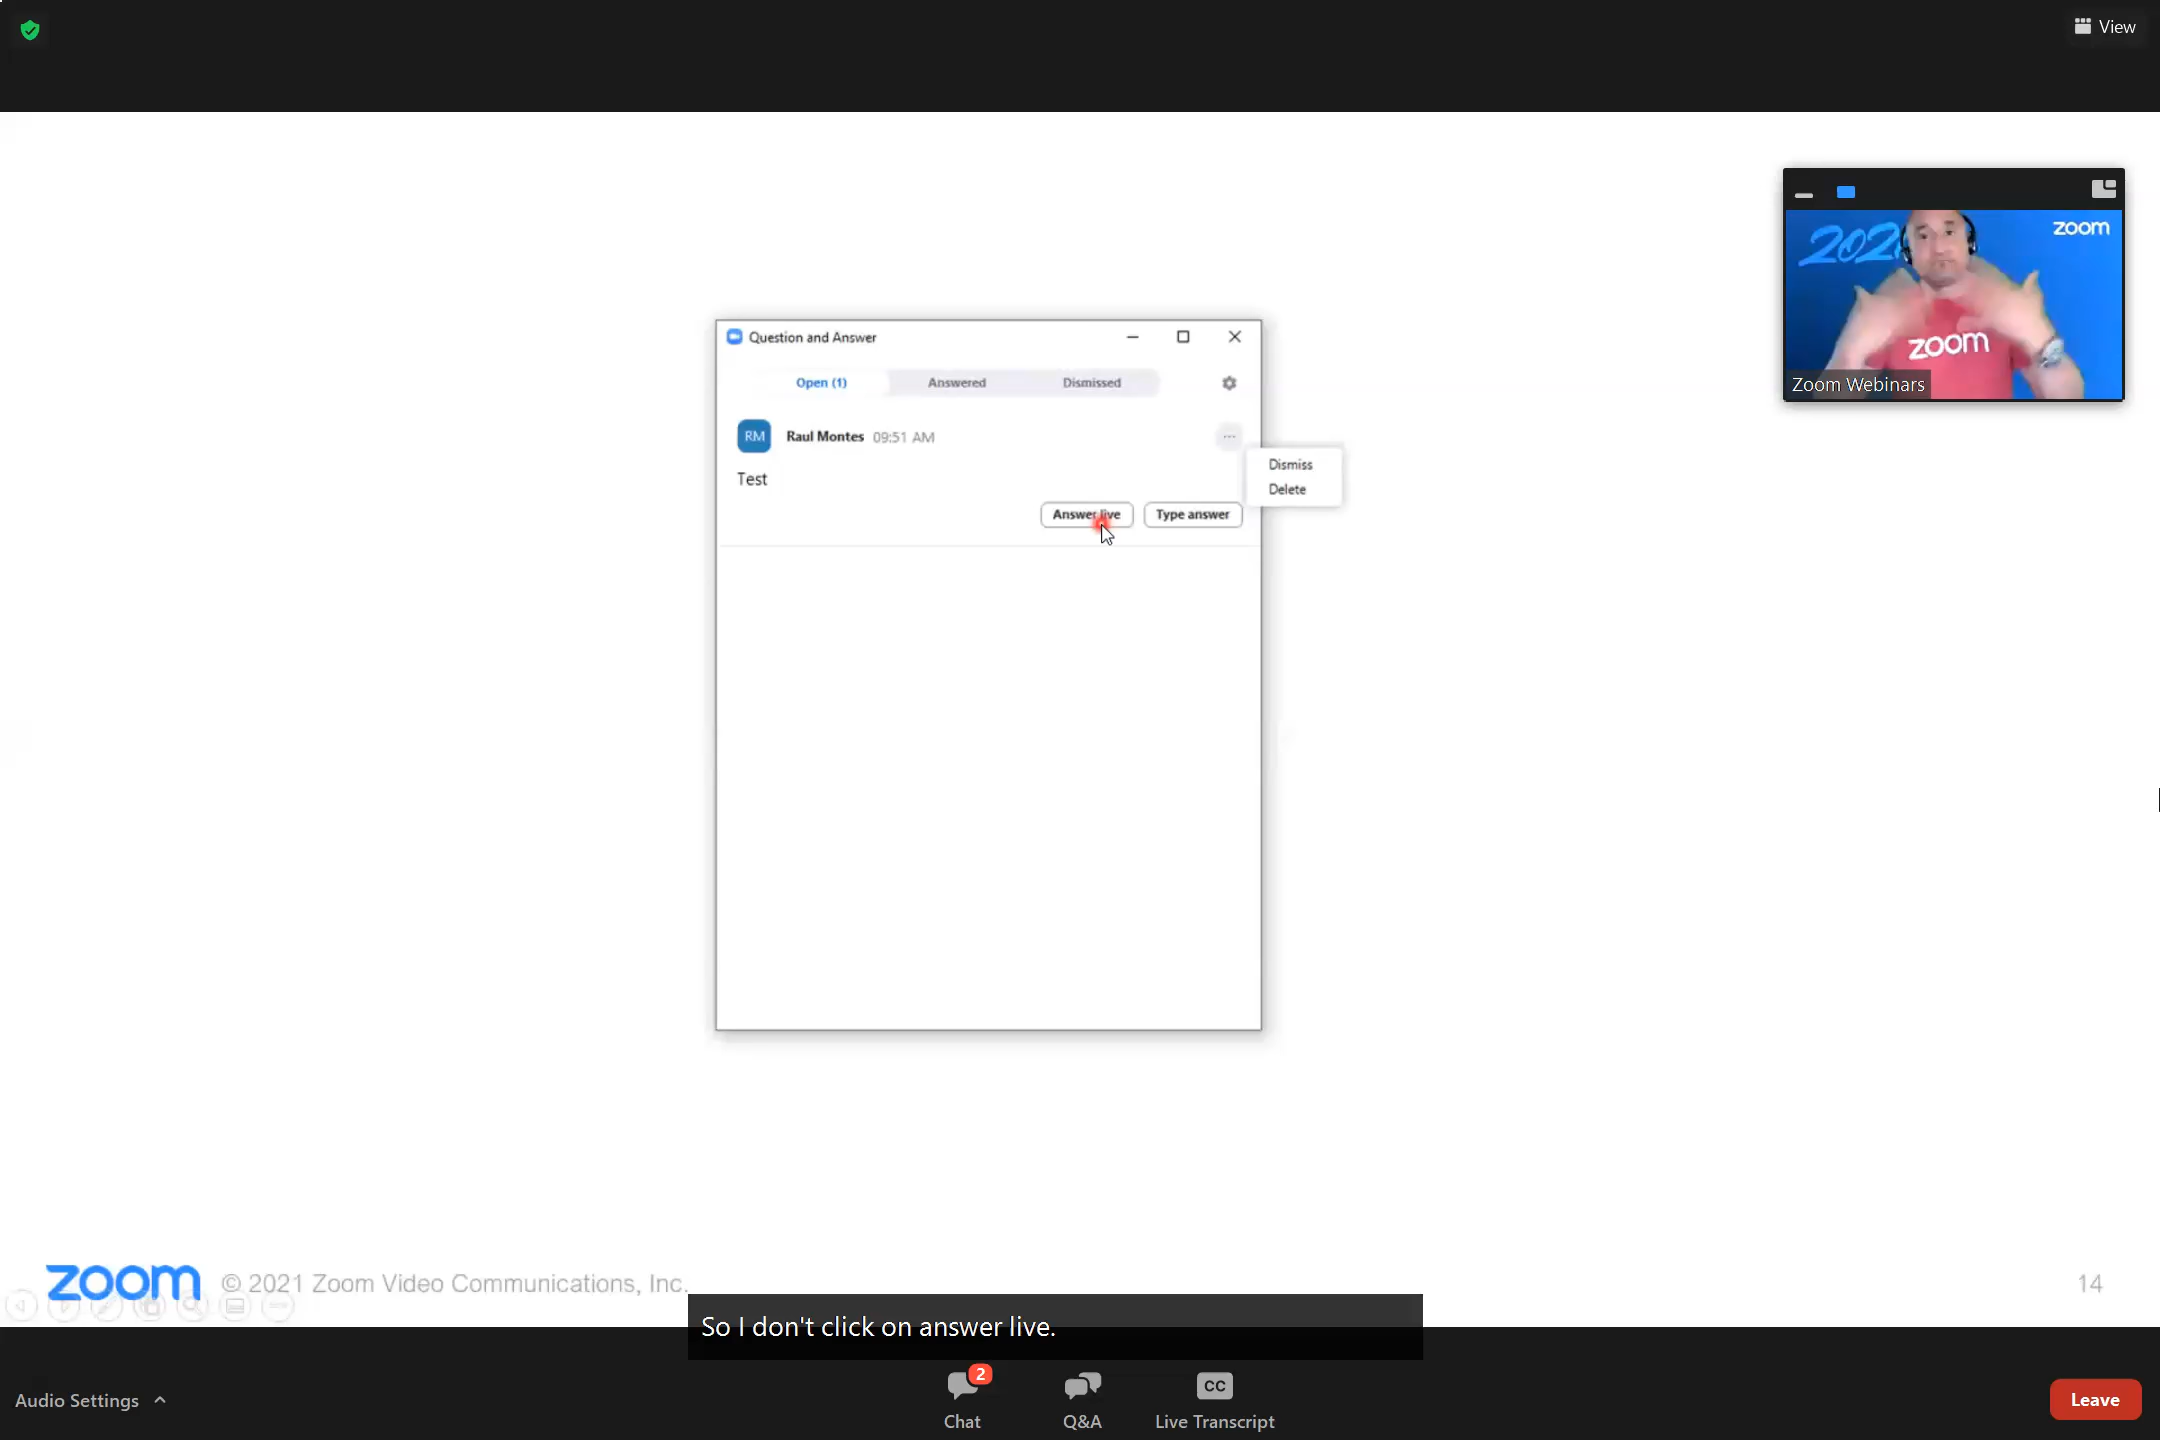 View
202
zoom
zoom
Zoom Webinars
Question and Answer
Open (1) Answered Dismissed
RM Raul Montes 09:51 AM
Test
Dismiss
Delete
Answer live Type answer
zoom © 2021 Zoom Video Communications, Inc. 14
So I don't click on answer live.
2
CC
Audio Settings Chat Q&A Live Transcript Leave